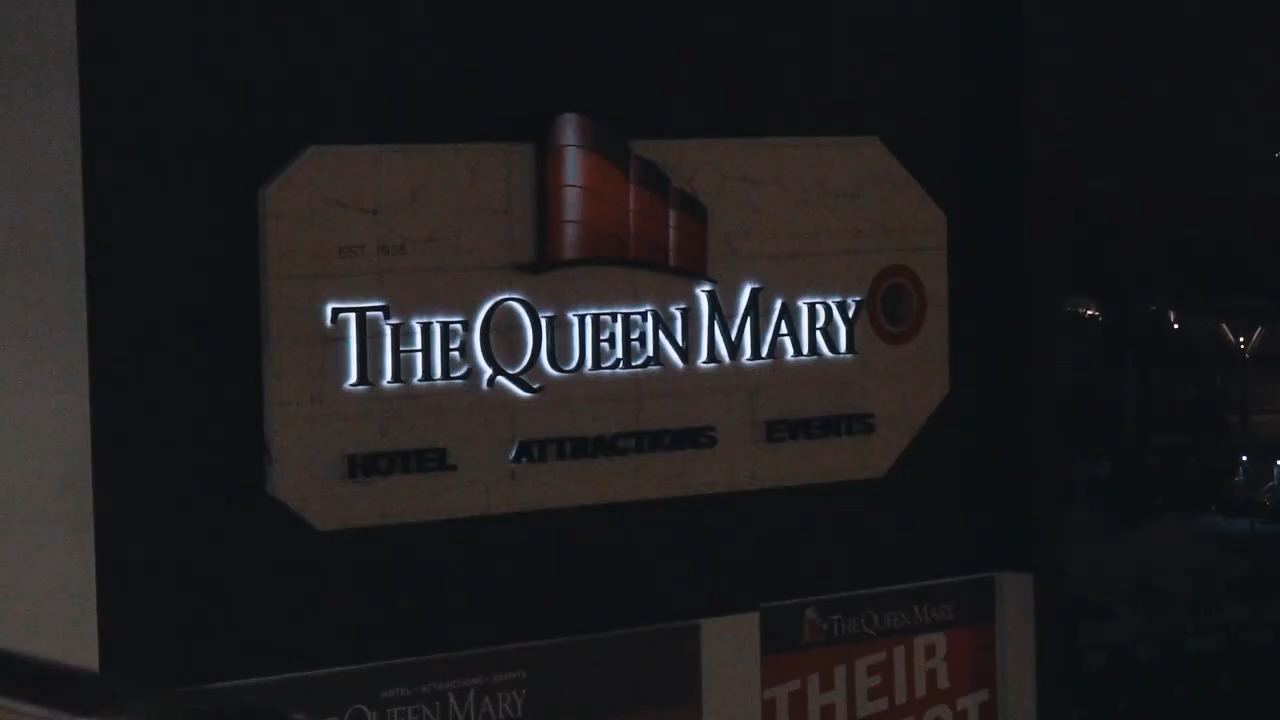 EST. 1936
THE QUEEN MARY
HOTEL ATTRACTIONS EVENTS
HOTEL • ATTRACTIONS • EVENTS
QUEEN MARY
THE QUEEN MARY
THEIR